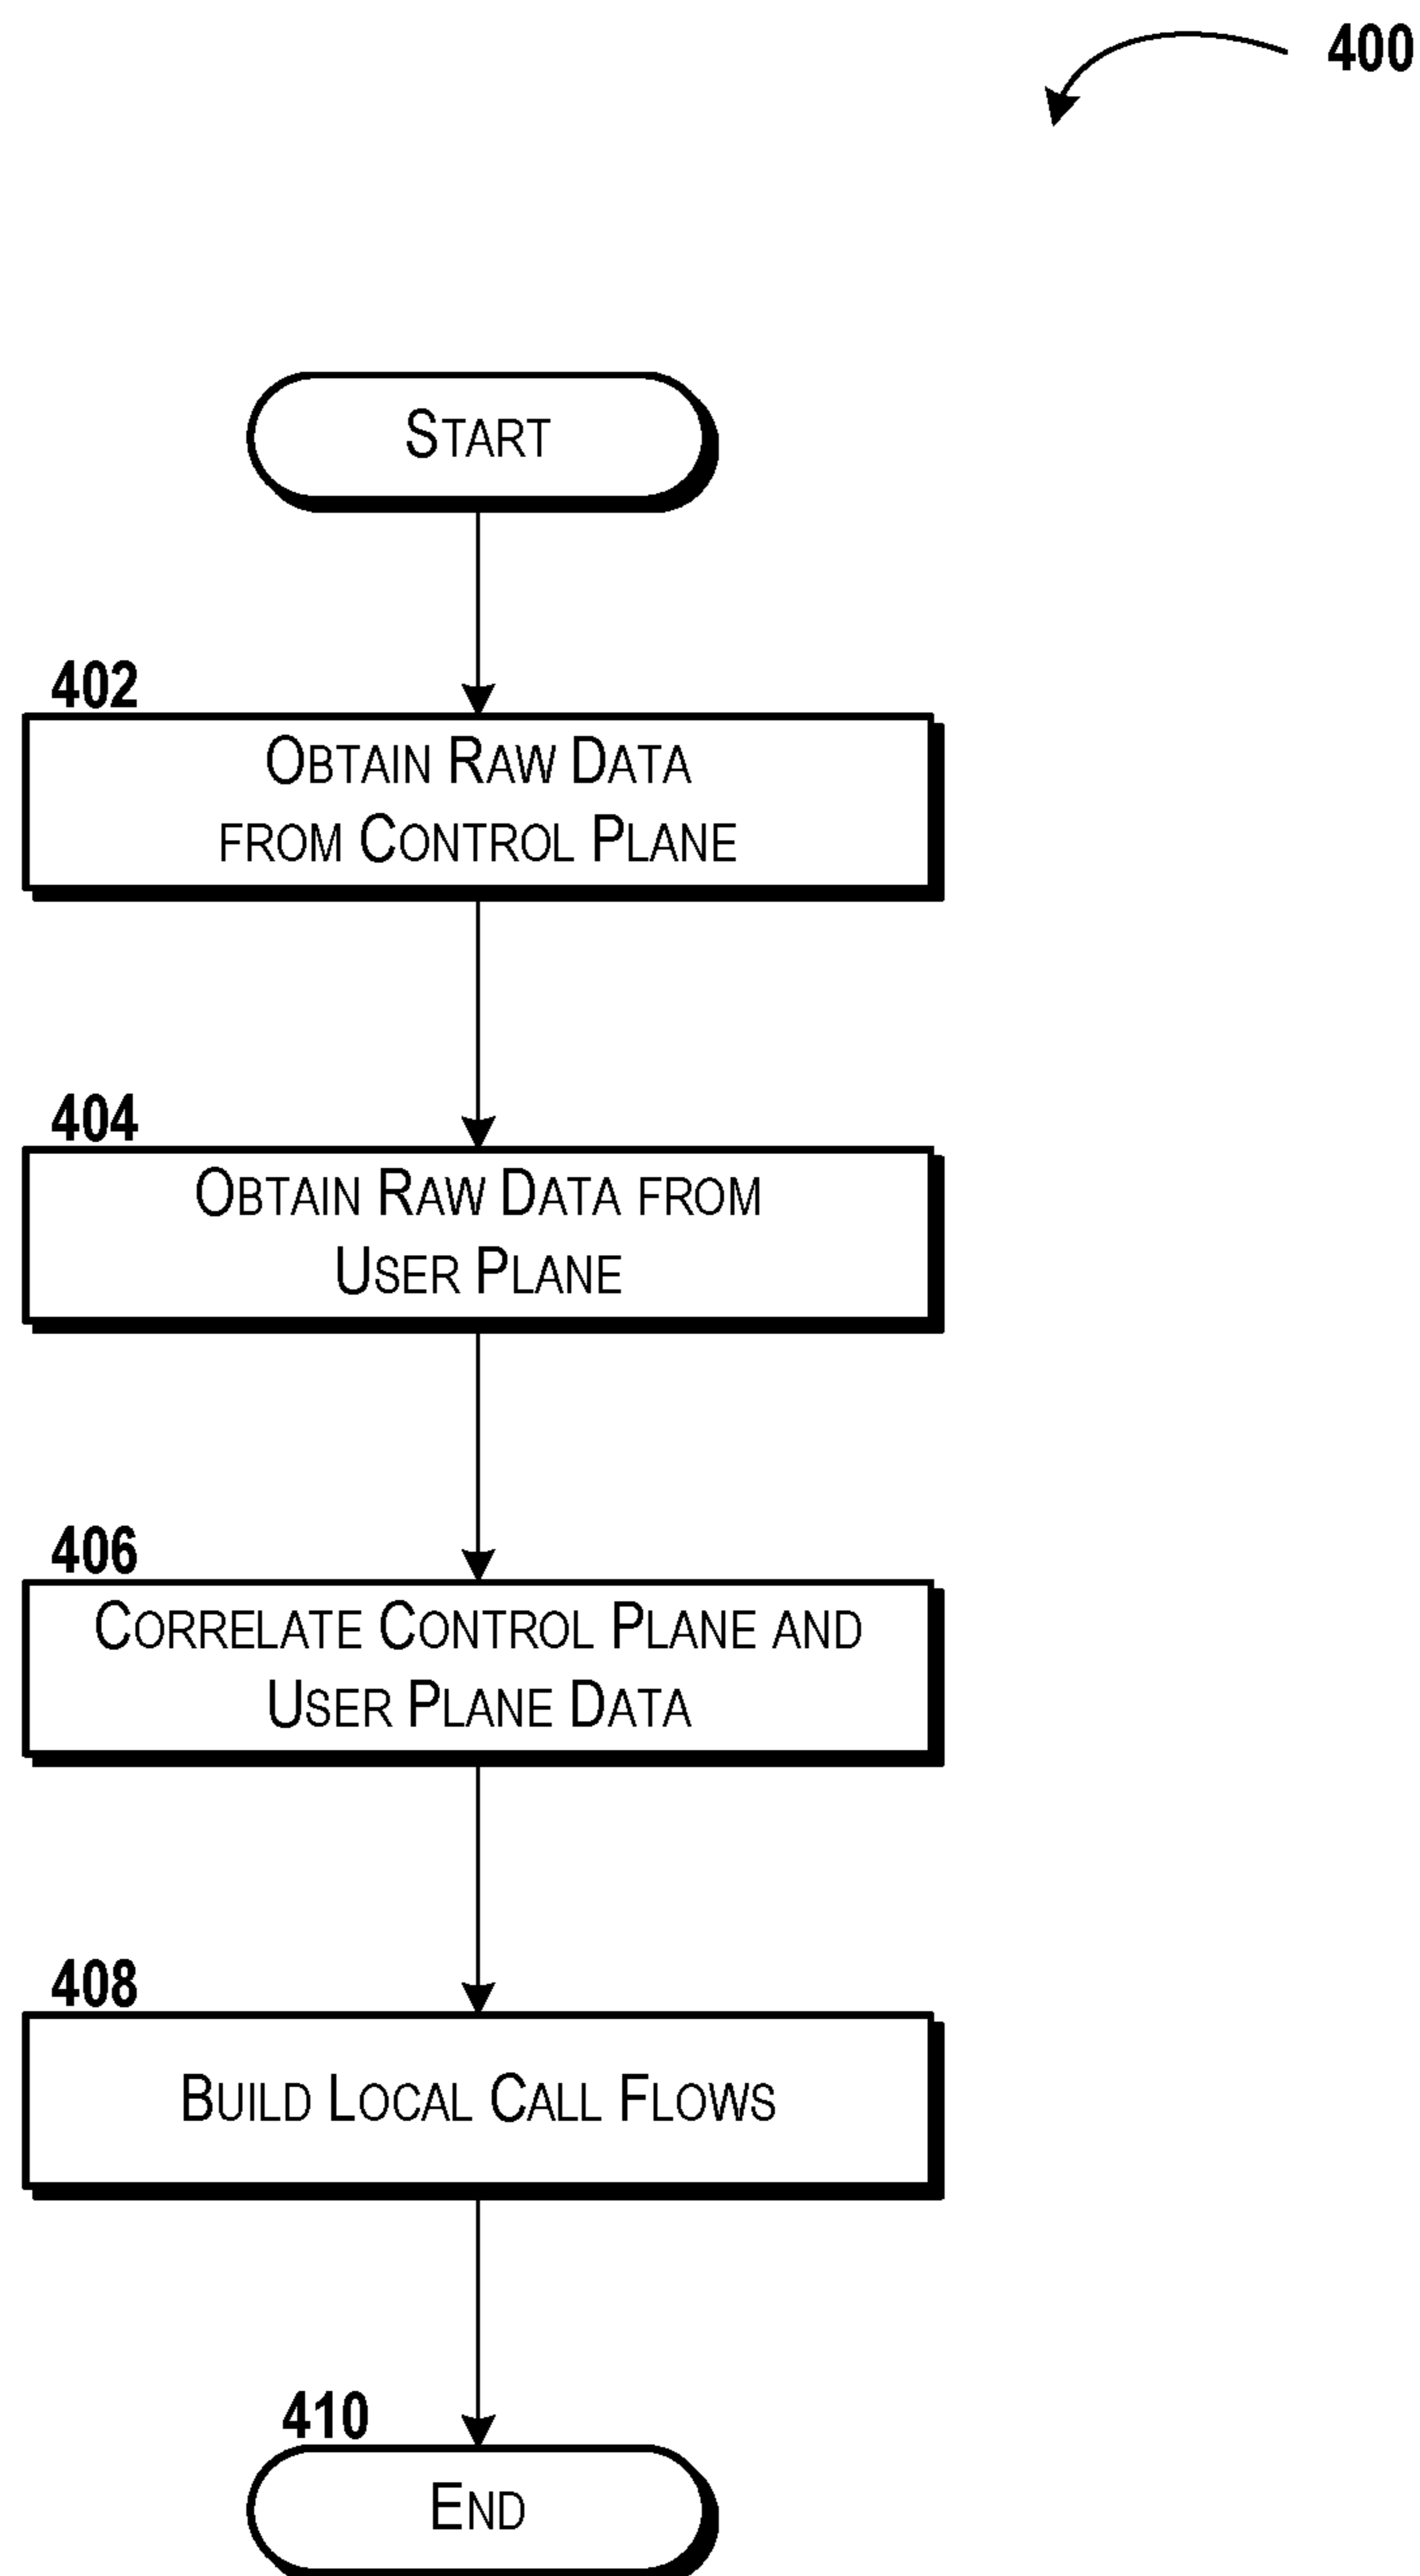 400
START
402
OBTAIN RAW DATA
FROM CONTROL PLANE
404
OBTAIN RAW DATA FROM
USER PLANE
406
CORRELATE CONTROL PLANE AND
USER PLANE DATA
408
BUILD LOCAL CALL FLOWS
410
END